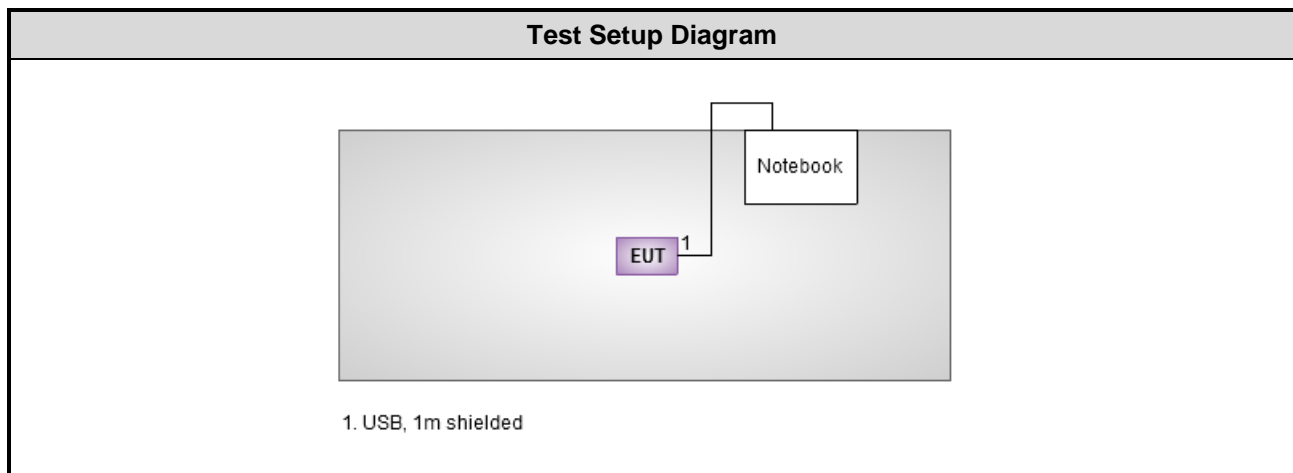 Test Setup Diagram
Notebook
EUT
1
1. USB, 1m shielded